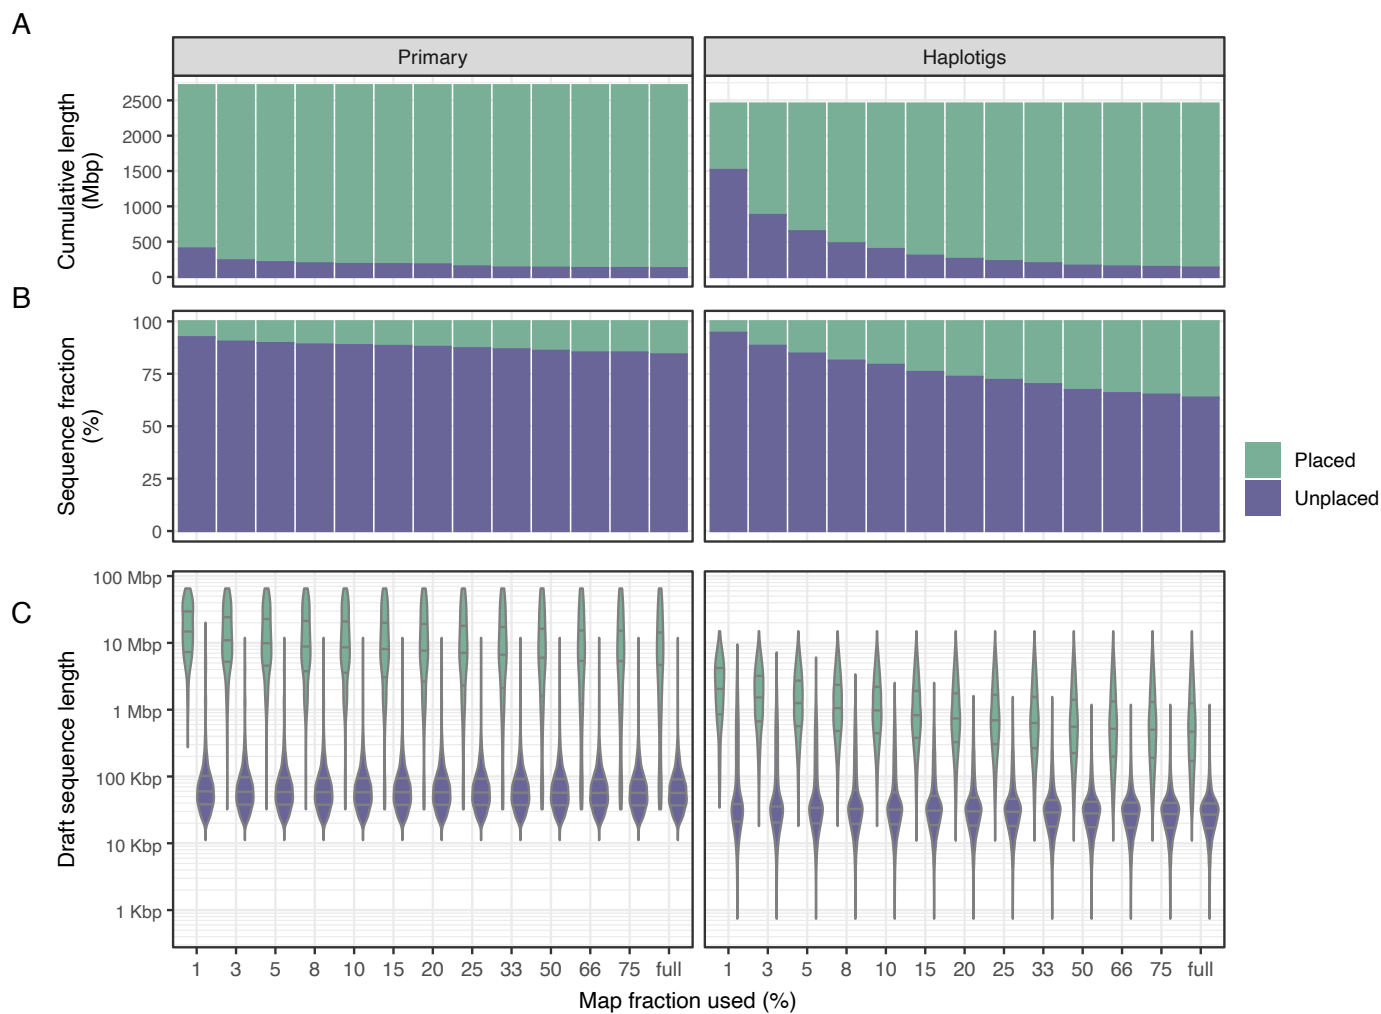 A
Primary
Haplotigs
Cumulative length
(Mbp)
2500
2000
1500
1000
500
0
B
Sequence fraction
(%)
100
75
50
25
0
Placed
Unplaced
C
Draft sequence length
100 Mbp
10 Mbp
1 Mbp
100 Kbp
10 Kbp
1 Kbp
1 3 5 8 10 15 20 25 33 50 66 75 full
1 3 5 8 10 15 20 25 33 50 66 75 full
Map fraction used (%)